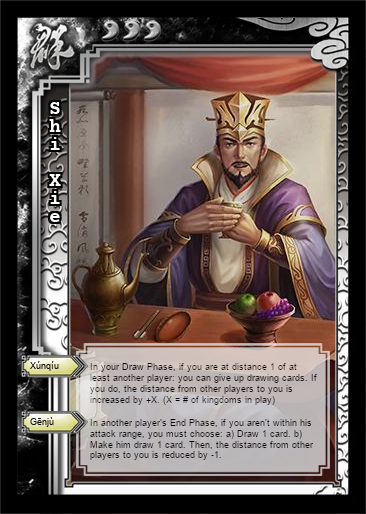 群
Shi Xie
Xúnqíu
In your Draw Phase, if you are at distance 1 of at
least another player: you can give up drawing cards. If
you do, the distance from other players to you is
increased by +X. (X = # of kingdoms in play)
Gēnjù
In another player's End Phase, if you aren't within his
attack range, you must choose: a) Draw 1 card. b)
Make him draw 1 card. Then, the distance from other
players to you is reduced by -1.